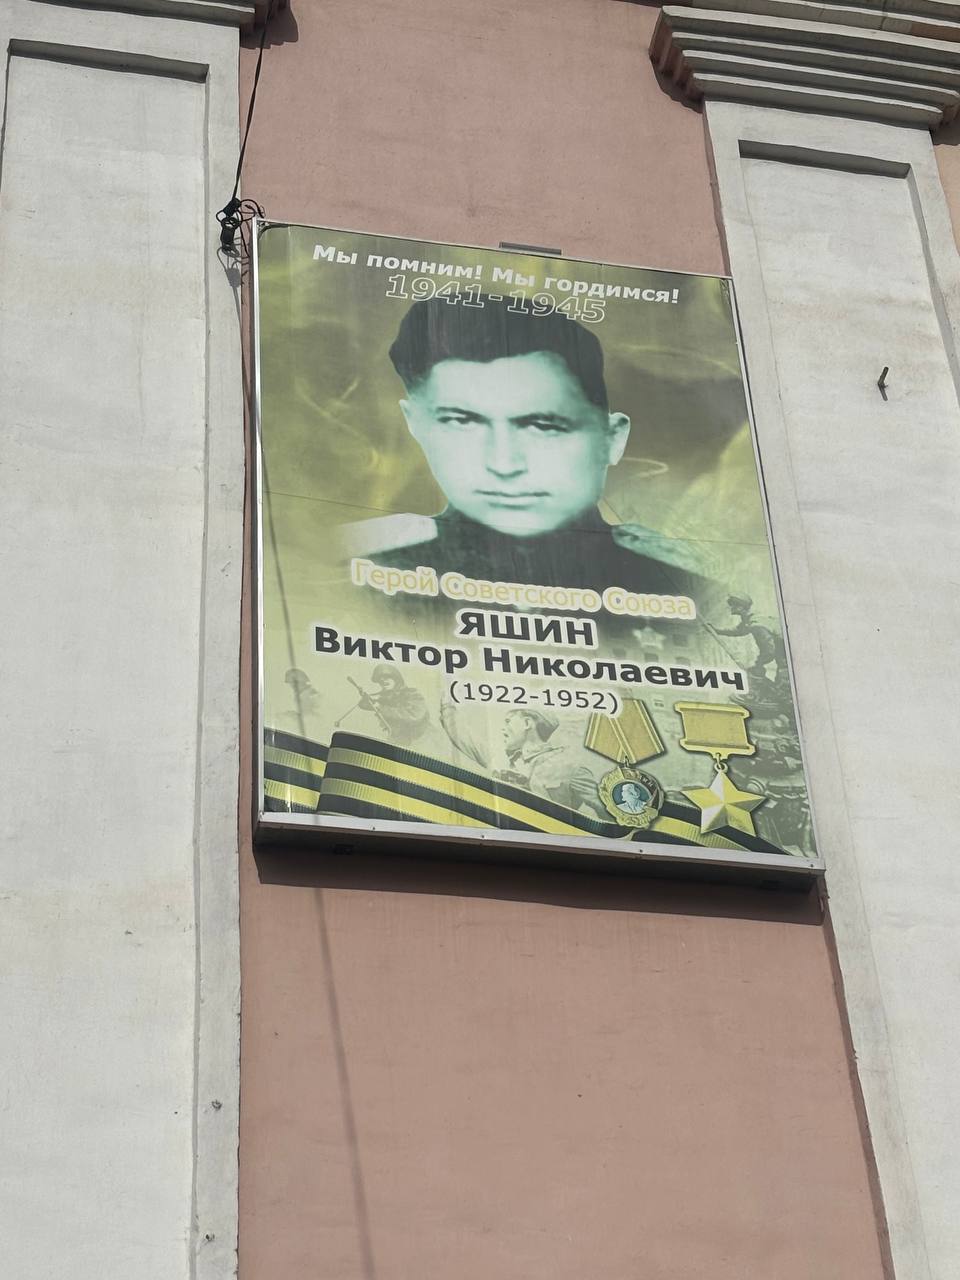 Мы помним! Мы гордимся!
1941-1945
Герой Советского Союза
ЯШИН
Виктор Николаевич
(1922-1952)